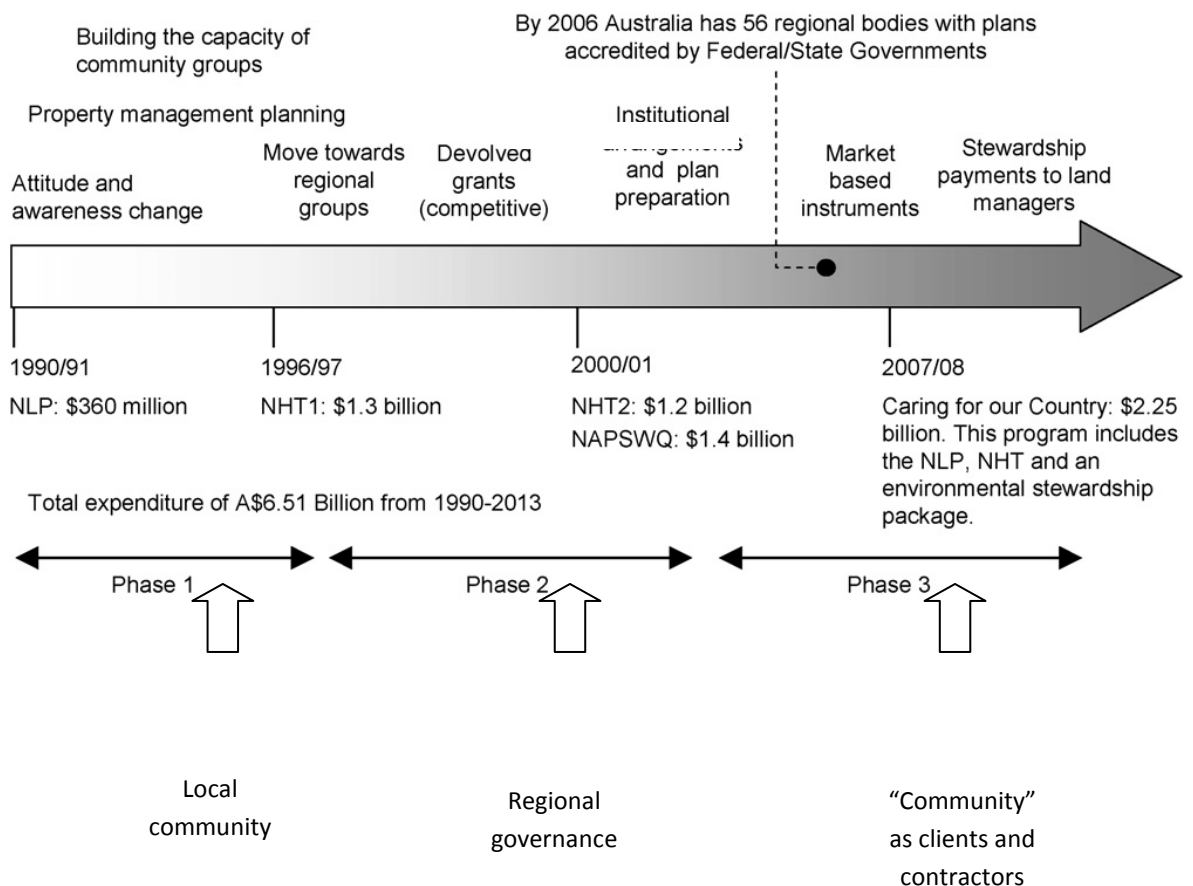 Building the capacity of
community groups
By 2006 Australia has 56 regional bodies with plans
accredited by Federal/State Governments
Property management planning
Attitude and
awareness change
Move towards
regional
groups
Devolved
grants
(competitive)
Institutional
and plan
preparation
Market
based
instruments
Stewardship
payments to land
managers
1990/91
NLP: $360 million
1996/97
NHT1: $1.3 billion
2000/01
NHT2: $1.2 billion
NAPSWQ: $1.4 billion
2007/08
Caring for our Country: $2.25
billion. This program includes
the NLP, NHT and an
environmental stewardship
package.
Total expenditure of A$6.51 Billion from 1990-2013
Phase 1
Phase 2
Phase 3
Local
community
Regional
governance
“Community”
as clients and
contractors